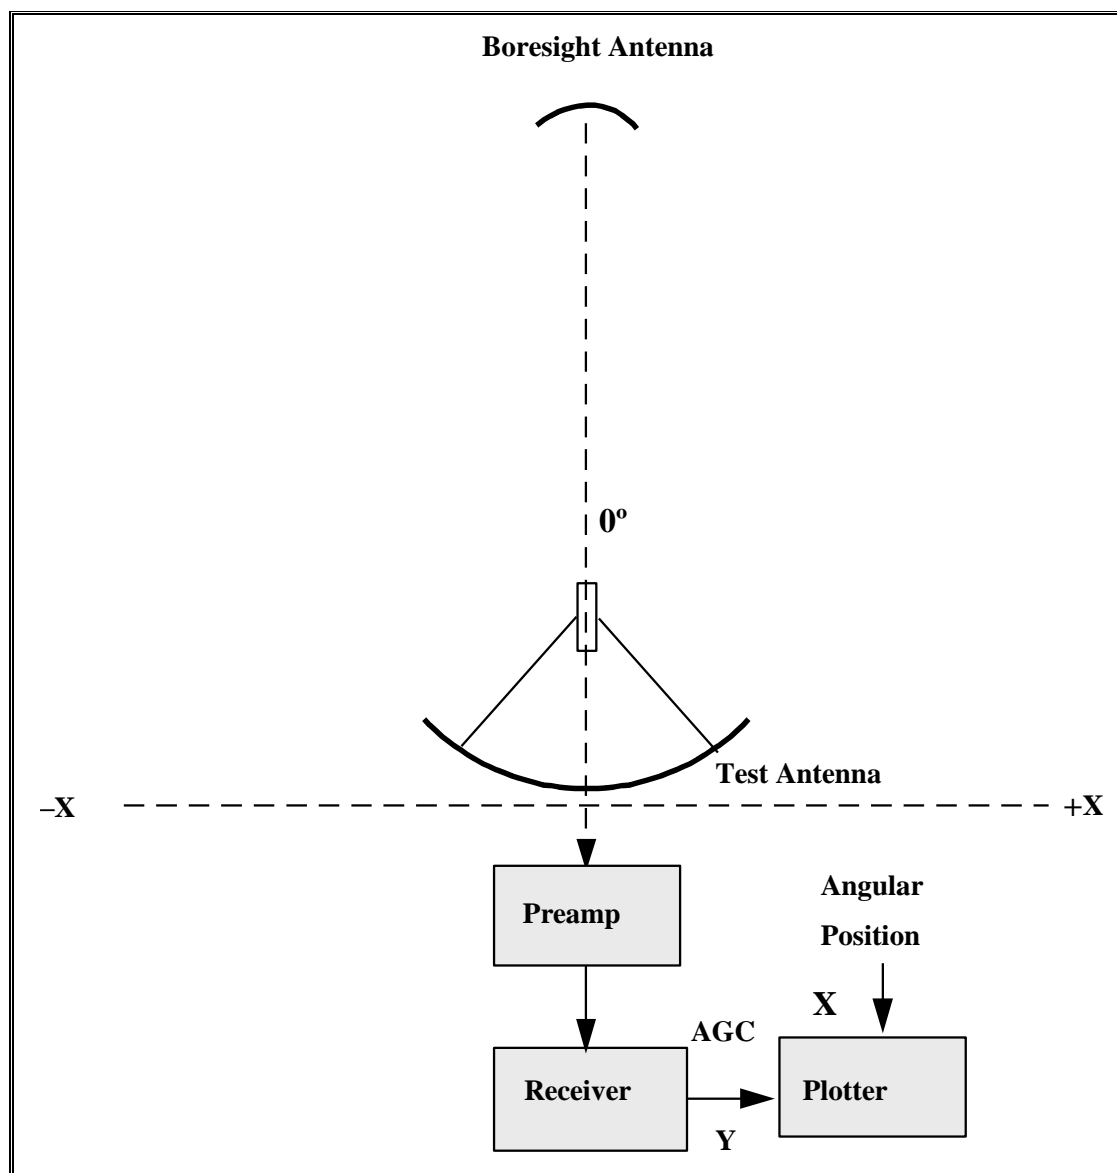 Boresight Antenna
0º
Test Antenna
–X
+X
Preamp
Angular
Position
X
AGC
Receiver
Plotter
Y